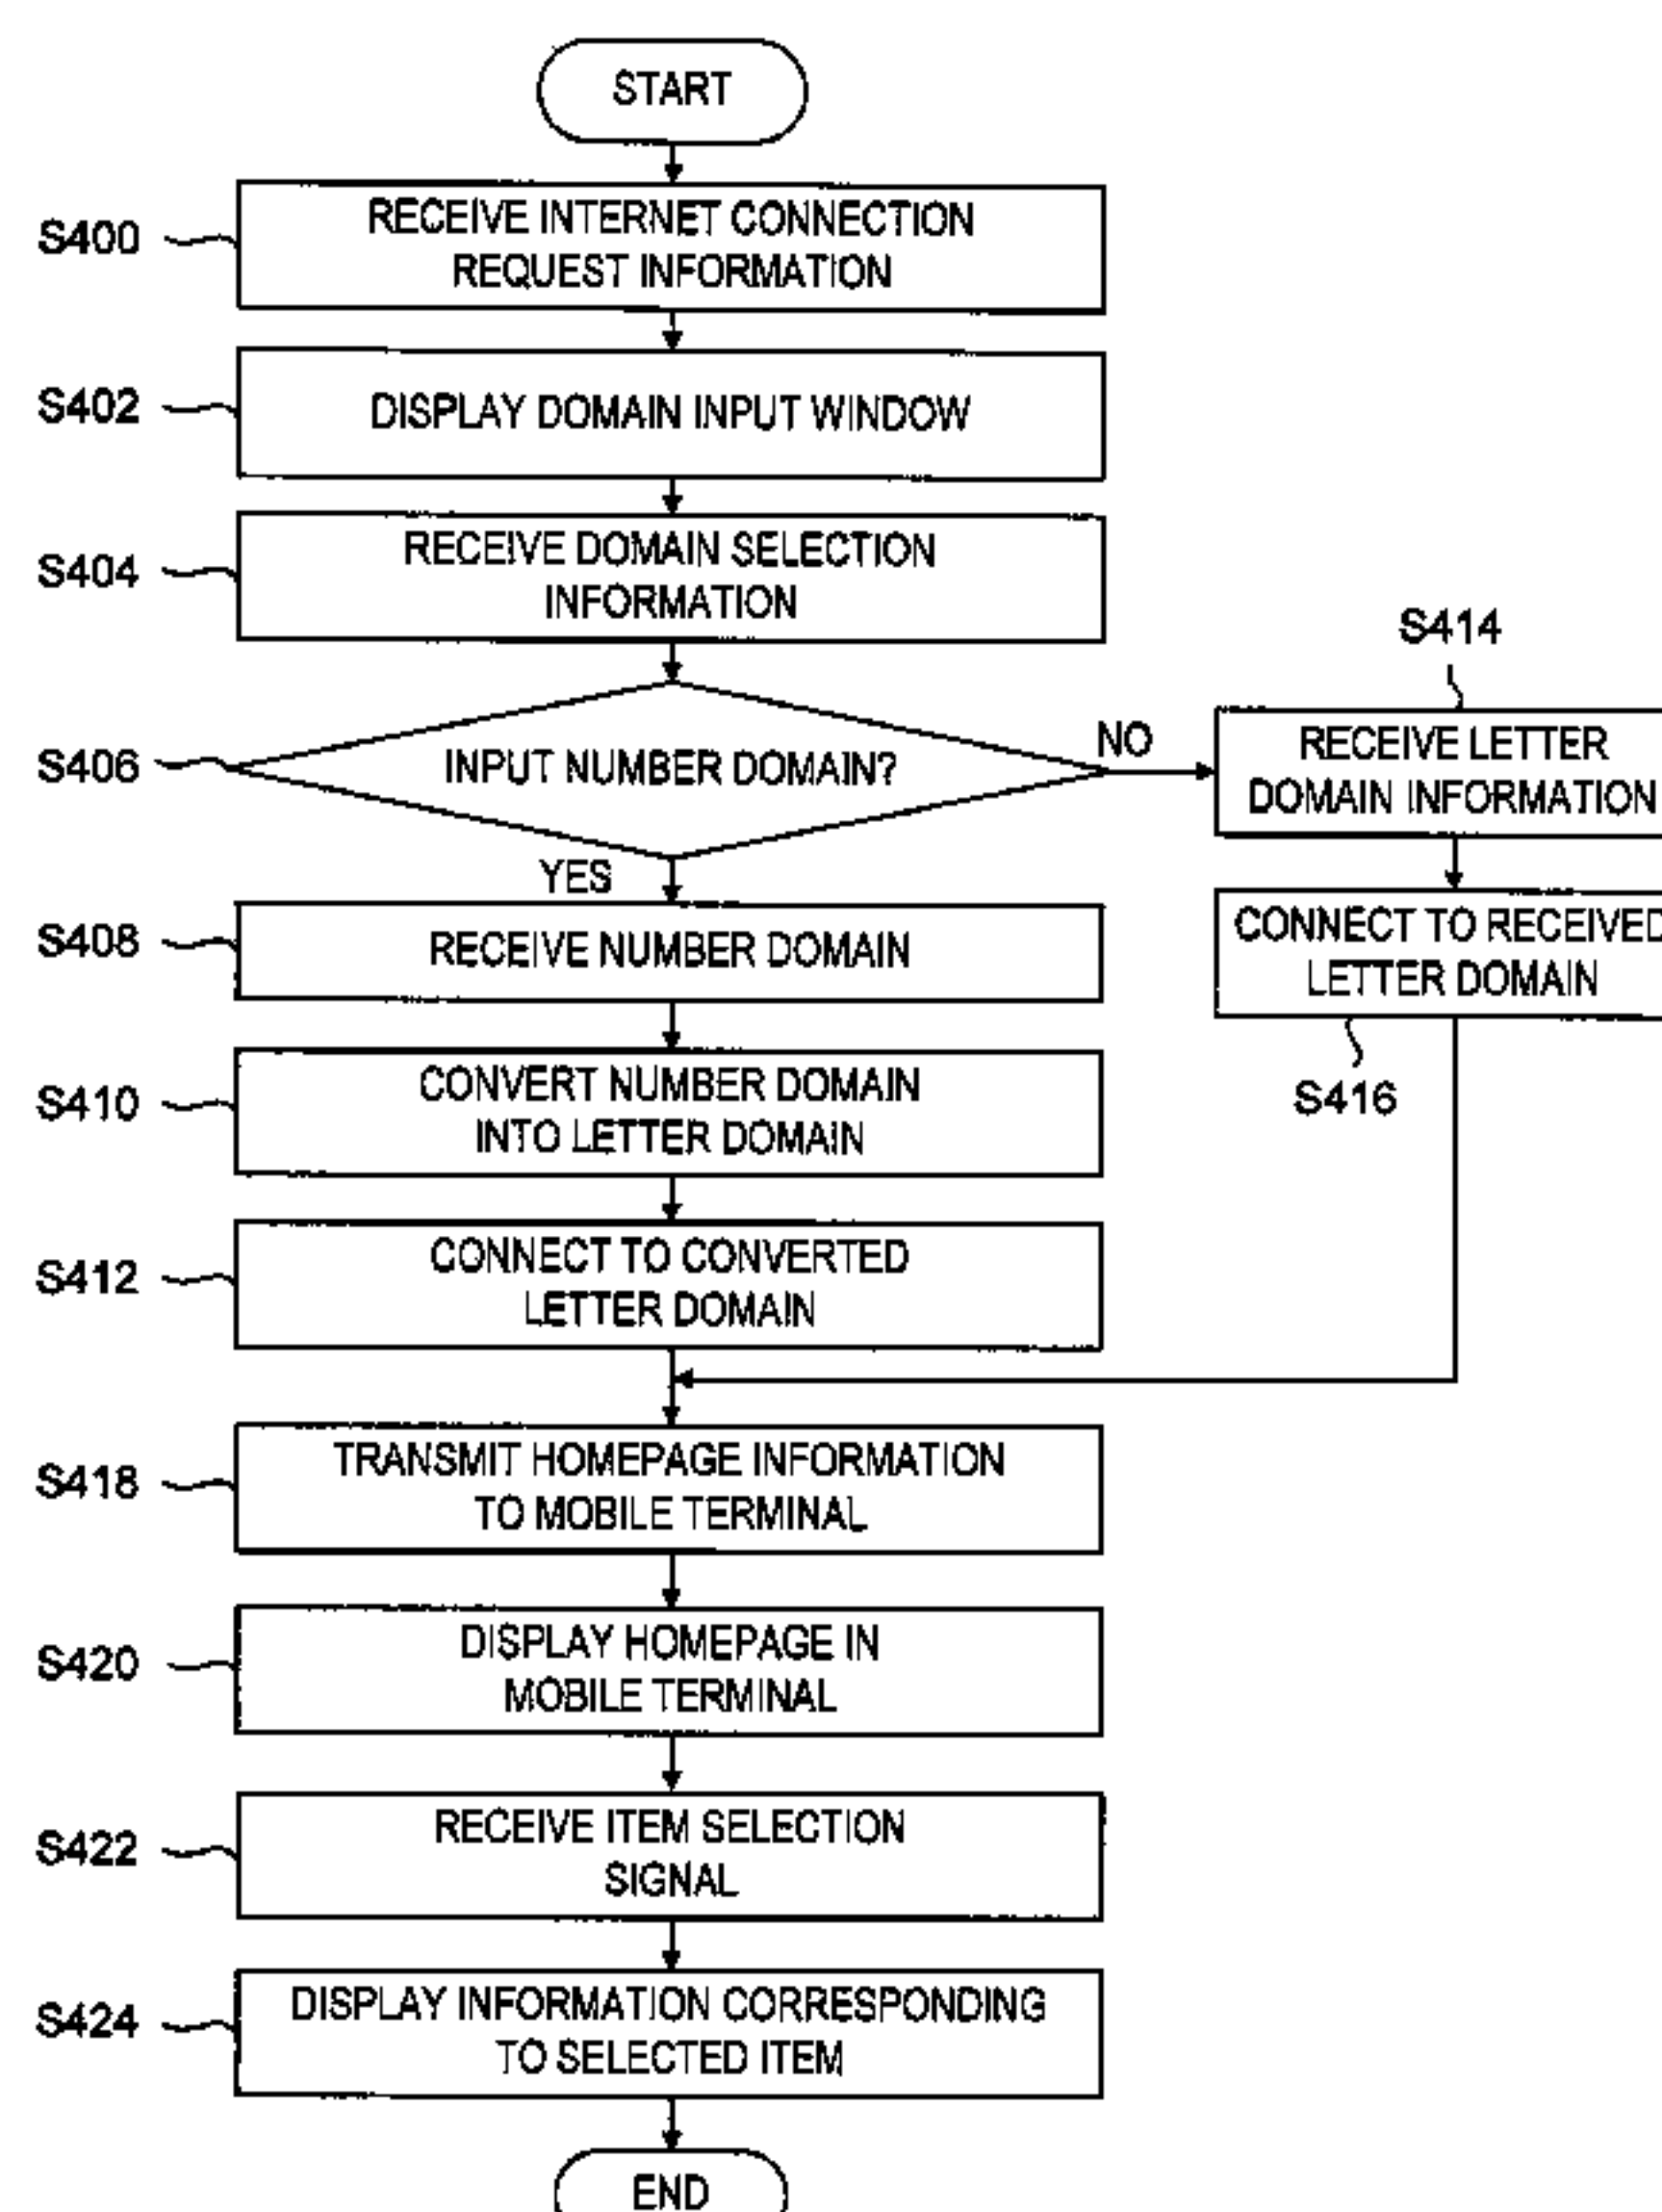 START
S400
RECEIVE INTERNET CONNECTION
REQUEST INFORMATION
S402
DISPLAY DOMAIN INPUT WINDOW
S404
RECEIVE DOMAIN SELECTION
INFORMATION
S406
INPUT NUMBER DOMAIN?
NO
S414
RECEIVE LETTER
DOMAIN INFORMATION
CONNECT TO RECEIVED
LETTER DOMAIN
S416
YES
S408
RECEIVE NUMBER DOMAIN
S410
CONVERT NUMBER DOMAIN
INTO LETTER DOMAIN
S412
CONNECT TO CONVERTED
LETTER DOMAIN
S418
TRANSMIT HOMEPAGE INFORMATION
TO MOBILE TERMINAL
S420
DISPLAY HOMEPAGE IN
MOBILE TERMINAL
S422
RECEIVE ITEM SELECTION
SIGNAL
S424
DISPLAY INFORMATION CORRESPONDING
TO SELECTED ITEM
END